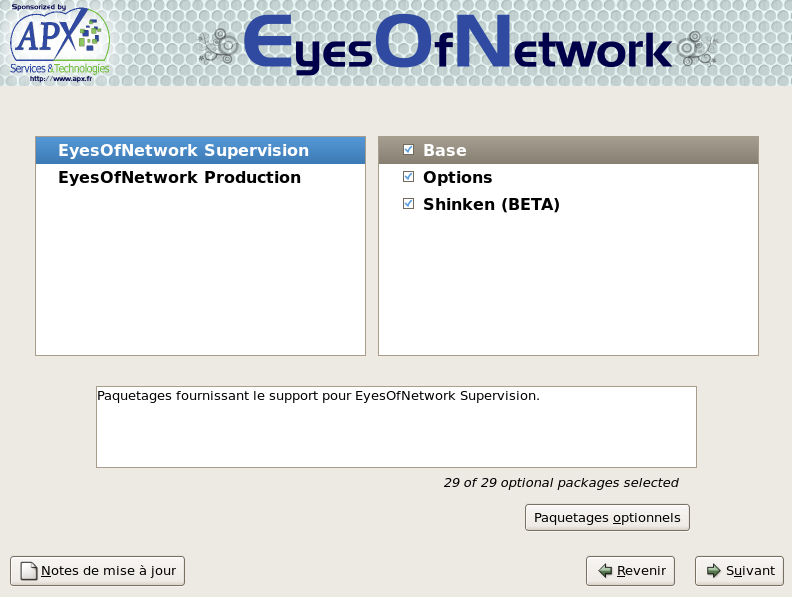 Sponsorized by
APX
Services & Technologies
http://www.apx.fr
EyesOfNetwork
EyesOfNetwork Supervision
EyesOfNetwork Production
Base
Options
Shinken (BETA)
Paquetages fournissant le support pour EyesOfNetwork Supervision.
29 of 29 optional packages selected
Paquetages optionnels
Notes de mise à jour
Revenir
Suivant